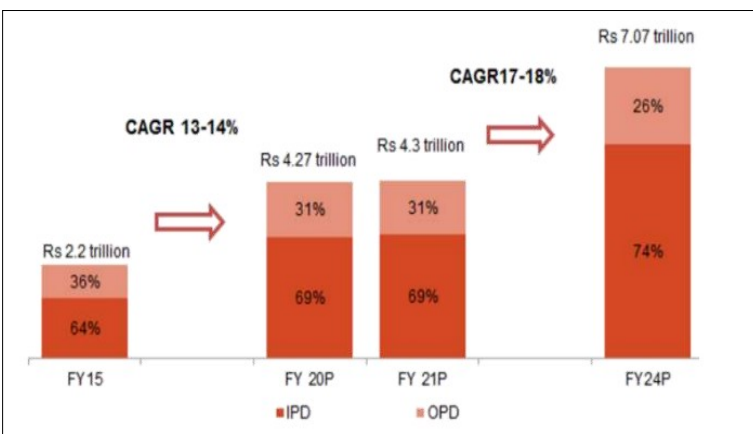 Rs 7.07 trillion
CAGR17-18%
26%
CAGR 13-14%
Rs 4.3 trillion
Rs 4.27 trillion
31%
31%
Rs 2.2 trillion
36%
74%
69%
69%
64%
FY15
FY 20P
FY 21P
FY24P
IPD
OPD